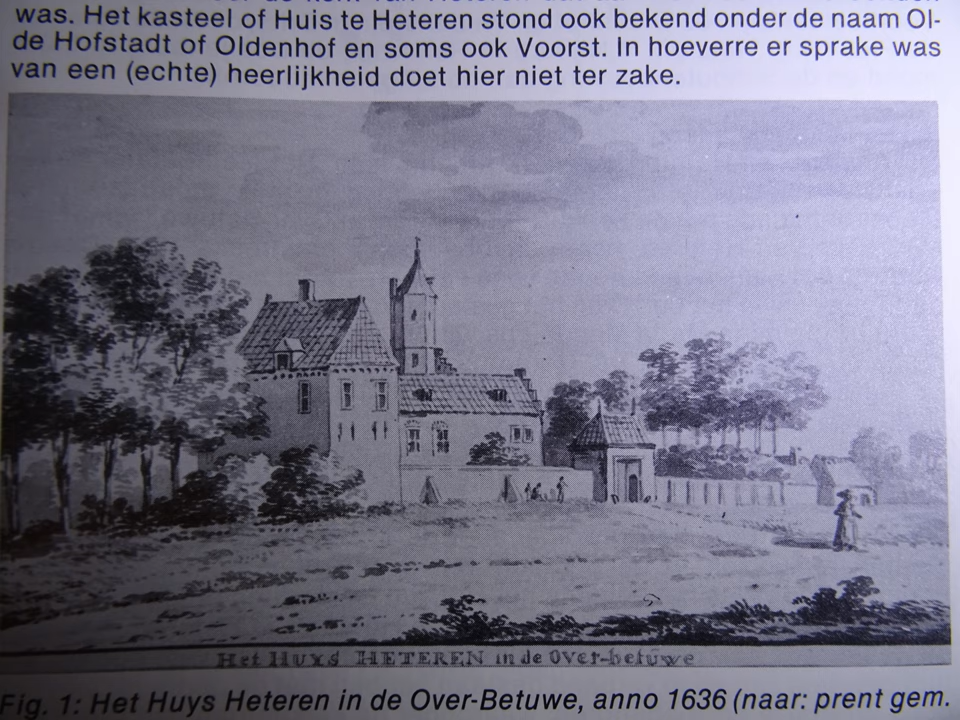 was. Het kasteel of Huis te Heteren stond ook bekend onder de naam Ol-
de Hofstadt of Oldenhof en soms ook Voorst. In hoeverre er sprake was
van een (echte) heerlijkheid doet hier niet ter zake.
Het HUYS HETEREN in de Over-betuwe
Fig. 1: Het Huys Heteren in de Over-Betuwe, anno 1636 (naar: prent gem.